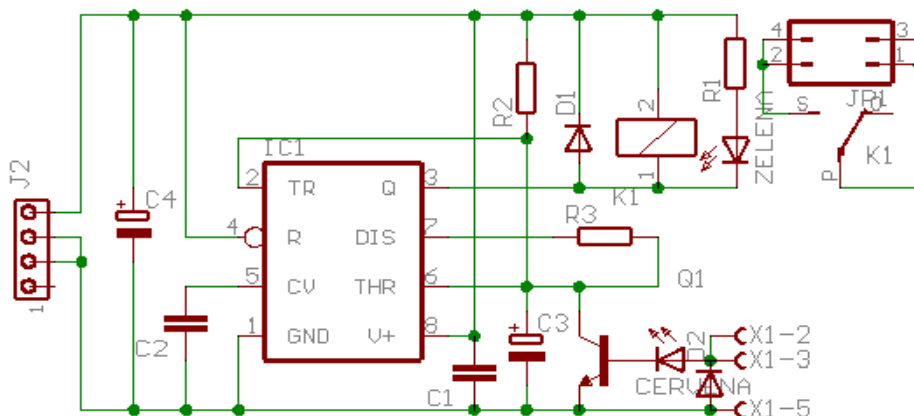 4
3
2
1
R1
JP1
S
O
P
K1
ZELENA
R2
D1
2
1
K1
IC1
2
TR
Q
3
J2
C4
+
4
R
DIS
7
R3
5
CV
THR
6
Q1
1
GND
V+
8
1
C2
C1
+
C3
D2
CERVENA
X1-2
X1-3
X1-5